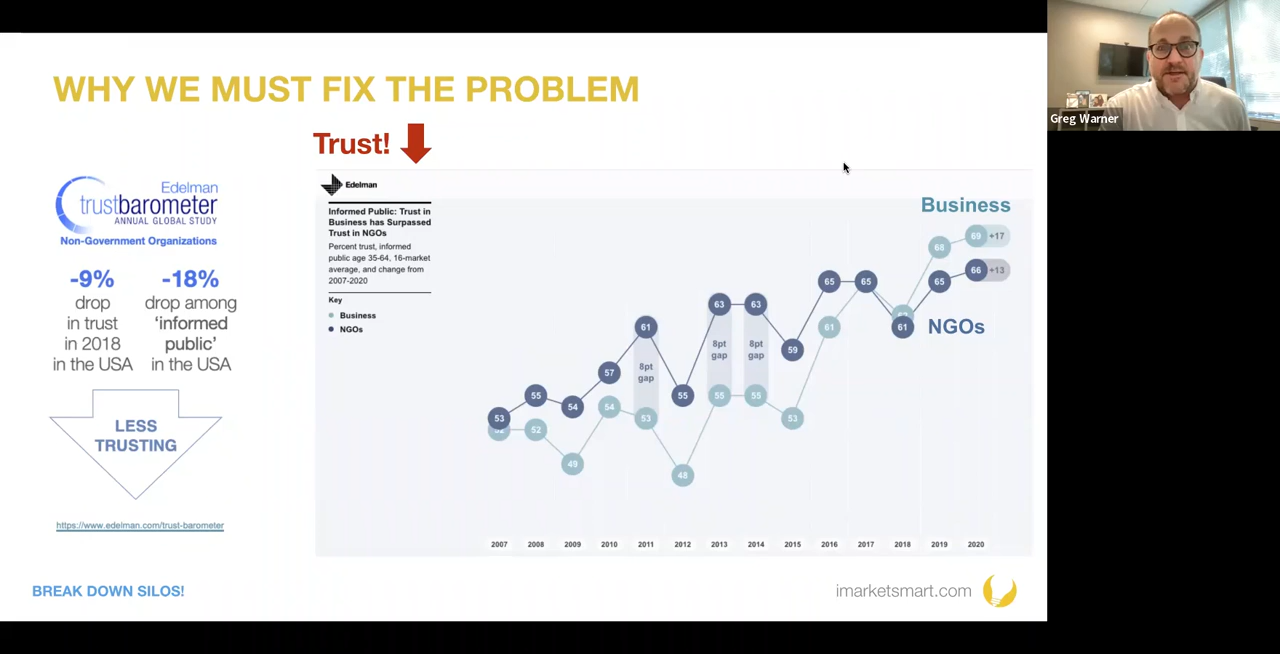 WHY WE MUST FIX THE PROBLEM
Trust!
Edelman
trustbarometer
ANNUAL GLOBAL STUDY
Non-Government Organizations
-9%
drop
in trust
in 2018
in the USA
-18%
drop among
‘informed
public’
in the USA
LESS
TRUSTING
https://www.edelman.com/trust-barometer
Edelman
Informed Public: Trust in
Business has Surpassed
Trust in NGOs
Percent trust, informed
public age 35-64, 16-market
average, and change from
2007-2020
Key
Business
NGOs
Business
NGOs
53 55 54 57 61 55 63 63 59 65 65 61 65 66 +13
52 49 54 53 48 55 55 53 61 68 69 +17
8pt
gap
8pt
gap
8pt
gap
2007 2008 2009 2010 2011 2012 2013 2014 2015 2016 2017 2018 2019 2020
BREAK DOWN SILOS!
imarketsmart.com
Greg Warner